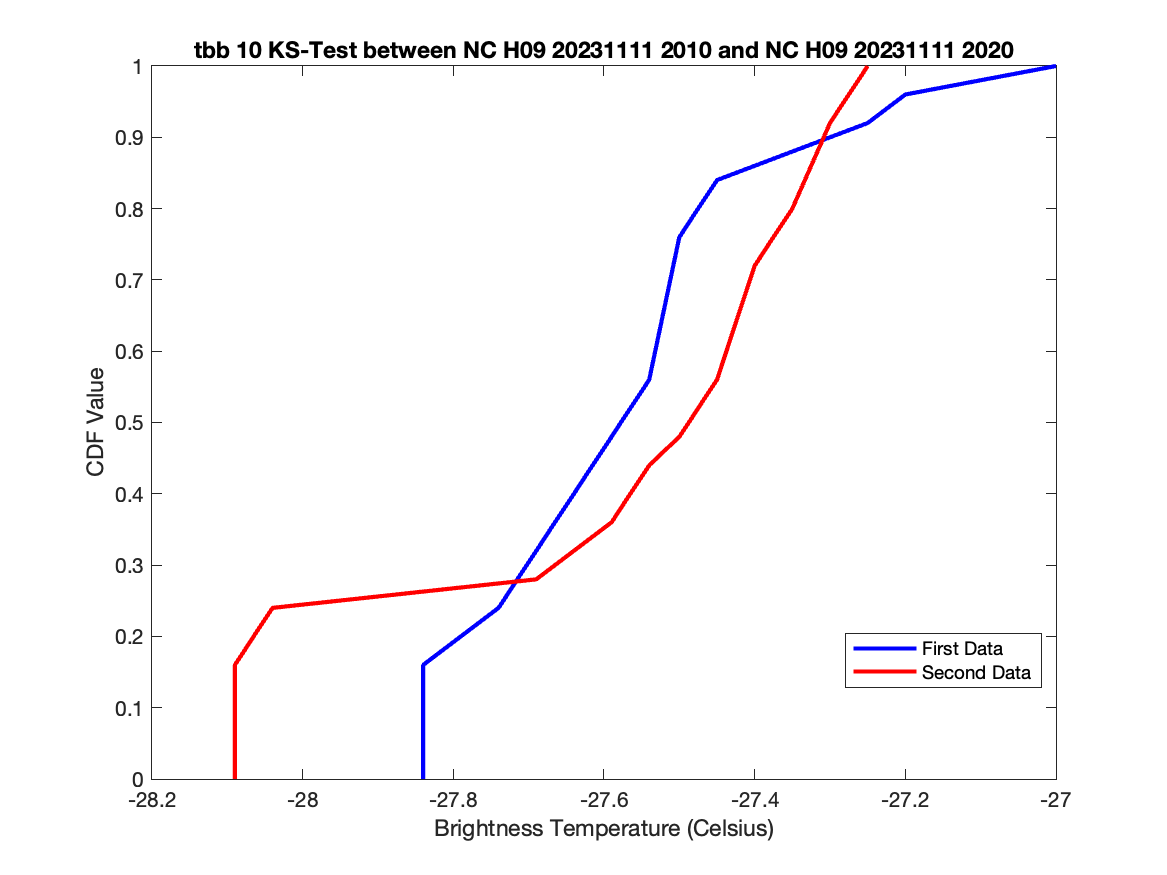 tbb 10 KS-Test between NC H09 20231111 2010 and NC H09 20231111 2020
1
0.9
0.8
0.7
0.6
0.5
0.4
0.3
0.2
0.1
0
CDF Value
First Data
Second Data
-28.2 -28 -27.8 -27.6 -27.4 -27.2 -27
Brightness Temperature (Celsius)